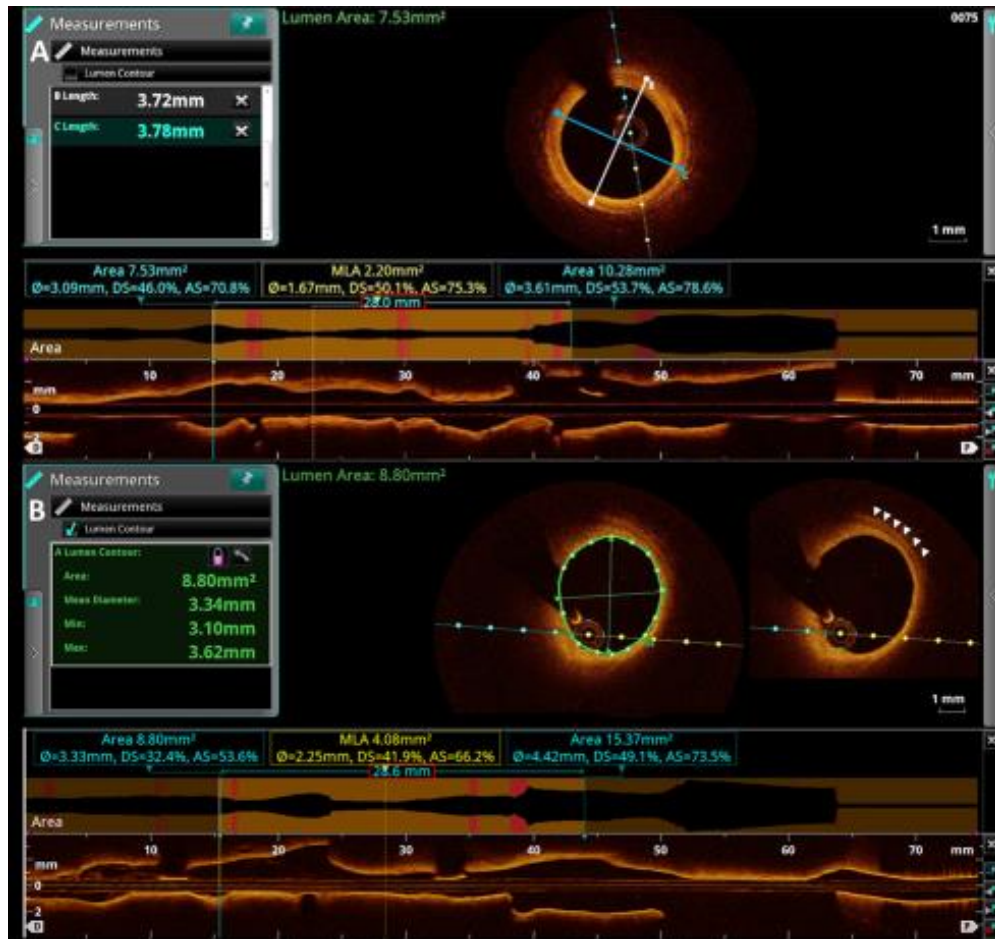 Measurements
Lumen Area: 7.53mm²
0075
A
Measurements
Lumen Contour
B Length: 3.72mm
C Length: 3.78mm
1 mm
Area 7.53mm²
Ø=3.09mm, DS=46.0%, AS=70.8%
MLA 2.20mm²
Ø=1.67mm, DS=50.1%, AS=75.3%
Area 10.28mm²
Ø=3.61mm, DS=53.7%, AS=78.6%
28.0 mm
Area
10 20 30 40 50 60 70 mm
mm
0
D
P
Measurements
Lumen Area: 8.80mm²
B
Measurements
Lumen Contour
A Lumen Contour:
Area: 8.80mm²
Mean Diameter: 3.34mm
Min: 3.10mm
Max: 3.62mm
1 mm
Area 8.80mm²
Ø=3.33mm, DS=32.4%, AS=53.6%
MLA 4.08mm²
Ø=2.25mm, DS=41.9%, AS=66.2%
Area 15.37mm²
Ø=4.42mm, DS=49.1%, AS=73.5%
28.6 mm
Area
10 20 30 40 50 60 70 mm
mm
0
2
D
P